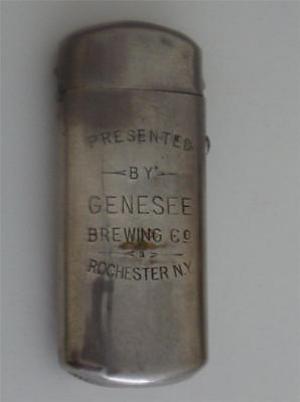 PRESENTED
BY
GENESEE
BREWING Co
ROCHESTER N.Y.